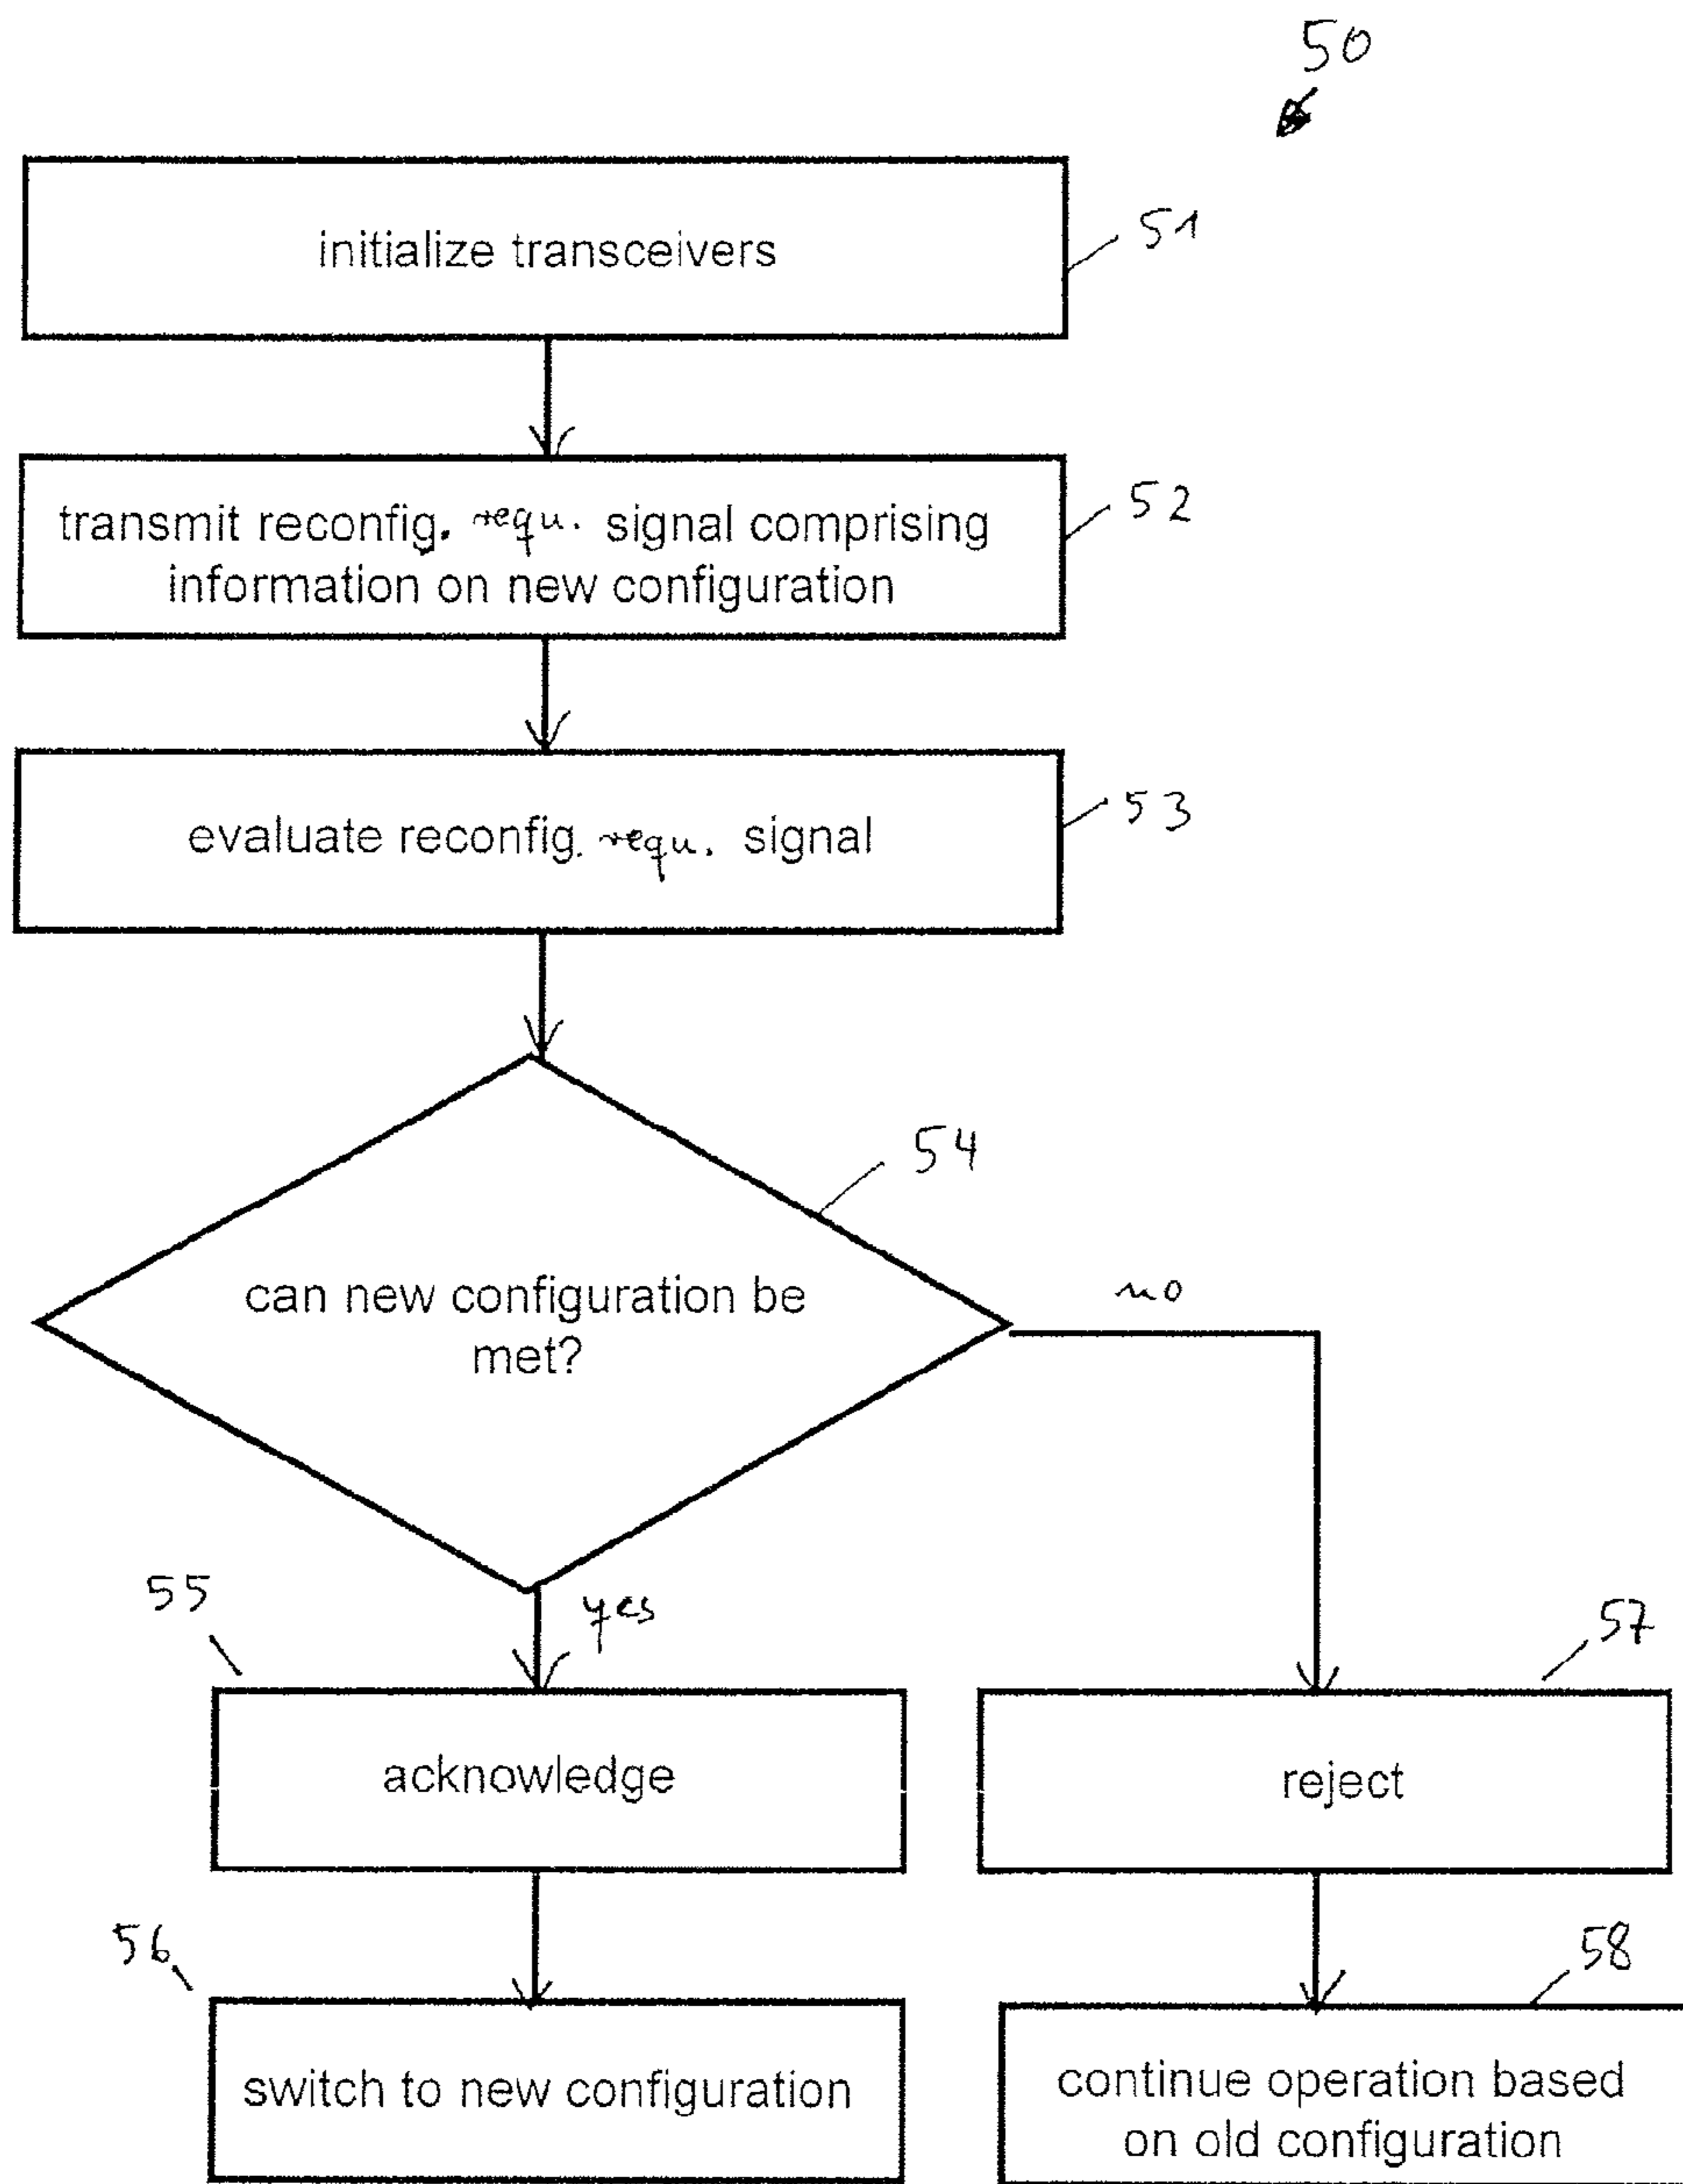 50
initialize transceivers
51
transmit reconfig. requ. signal comprising
information on new configuration
52
evaluate reconfig. requ. signal
53
54
can new configuration be
met?
no
yes
55
acknowledge
57
reject
56
switch to new configuration
58
continue operation based
on old configuration